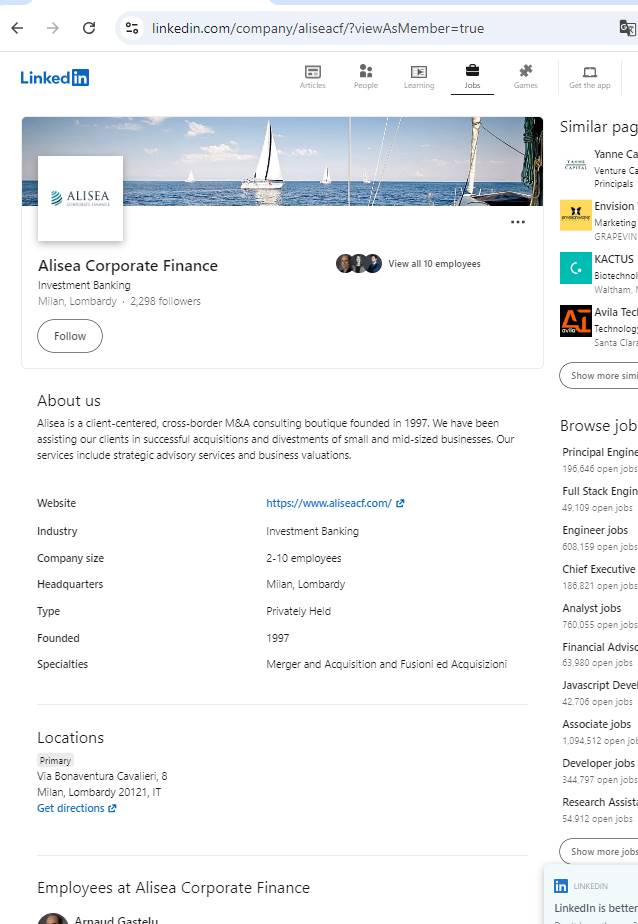 linkedin.com/company/aliseacf/?viewAsMember=true
Linkedin
Articles
People
Learning
Jobs
Games
Get the app
ALISEA
CORPORATE FINANCE
Alisea Corporate Finance
Investment Banking
Milan, Lombardy · 2,298 followers
View all 10 employees
Follow
About us
Alisea is a client-centered, cross-border M&A consulting boutique founded in 1997. We have been
assisting our clients in successful acquisitions and divestments of small and mid-sized businesses. Our
services include strategic advisory services and business valuations.
Website https://www.aliseacf.com/
Industry Investment Banking
Company size 2-10 employees
Headquarters Milan, Lombardy
Type Privately Held
Founded 1997
Specialties Merger and Acquisition and Fusioni ed Acquisizioni
Locations
Primary
Via Bonaventura Cavalieri, 8
Milan, Lombardy 20121, IT
Get directions
Employees at Alisea Corporate Finance
Arnaud Gastelu
Similar pag
YANNE
CAPITAL
Yanne Ca
Venture Ca
Principals
Envision
Marketing
GRAPEVIN
KACTUS
Biotechnol
Waltham,
avila
Avila Tec
Technology
Santa Clara
Show more simi
Browse job
Principal Engine
196,646 open jobs
Full Stack Engin
49,109 open jobs
Engineer jobs
608,159 open jobs
Chief Executive
186,821 open jobs
Analyst jobs
760,055 open jobs
Financial Adviso
63,980 open jobs
Javascript Devel
42,706 open jobs
Associate jobs
1,094,512 open job
Developer jobs
344,797 open jobs
Research Assista
54,912 open jobs
Show more jobs
in LINKEDIN
LinkedIn is better